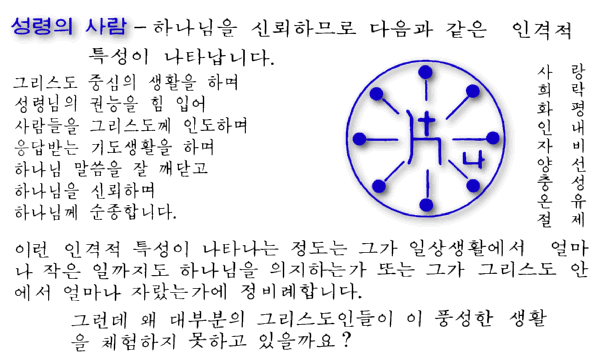 성령의 사람 – 하나님을 신뢰하므로 다음과 같은 인격적
특성이 나타납니다.
그리스도 중심의 생활을 하며
성령님의 권능을 힘 입어
사람들을 그리스도께 인도하며
응답받는 기도생활을 하며
하나님 말씀을 잘 깨닫고
하나님을 신뢰하며
하나님께 순종합니다.
나
사 랑
희 락
화 평
인 내
자 비
양 선
충 성
온 유
절 제
이런 인격적 특성이 나타나는 정도는 그가 일상생활에서 얼마
나 작은 일까지도 하나님을 의지하는가 또는 그가 그리스도 안
에서 얼마나 자랐는가에 정비례합니다.
그런데 왜 대부분의 그리스도인들이 이 풍성한 생활
을 체험하지 못하고 있을까요?